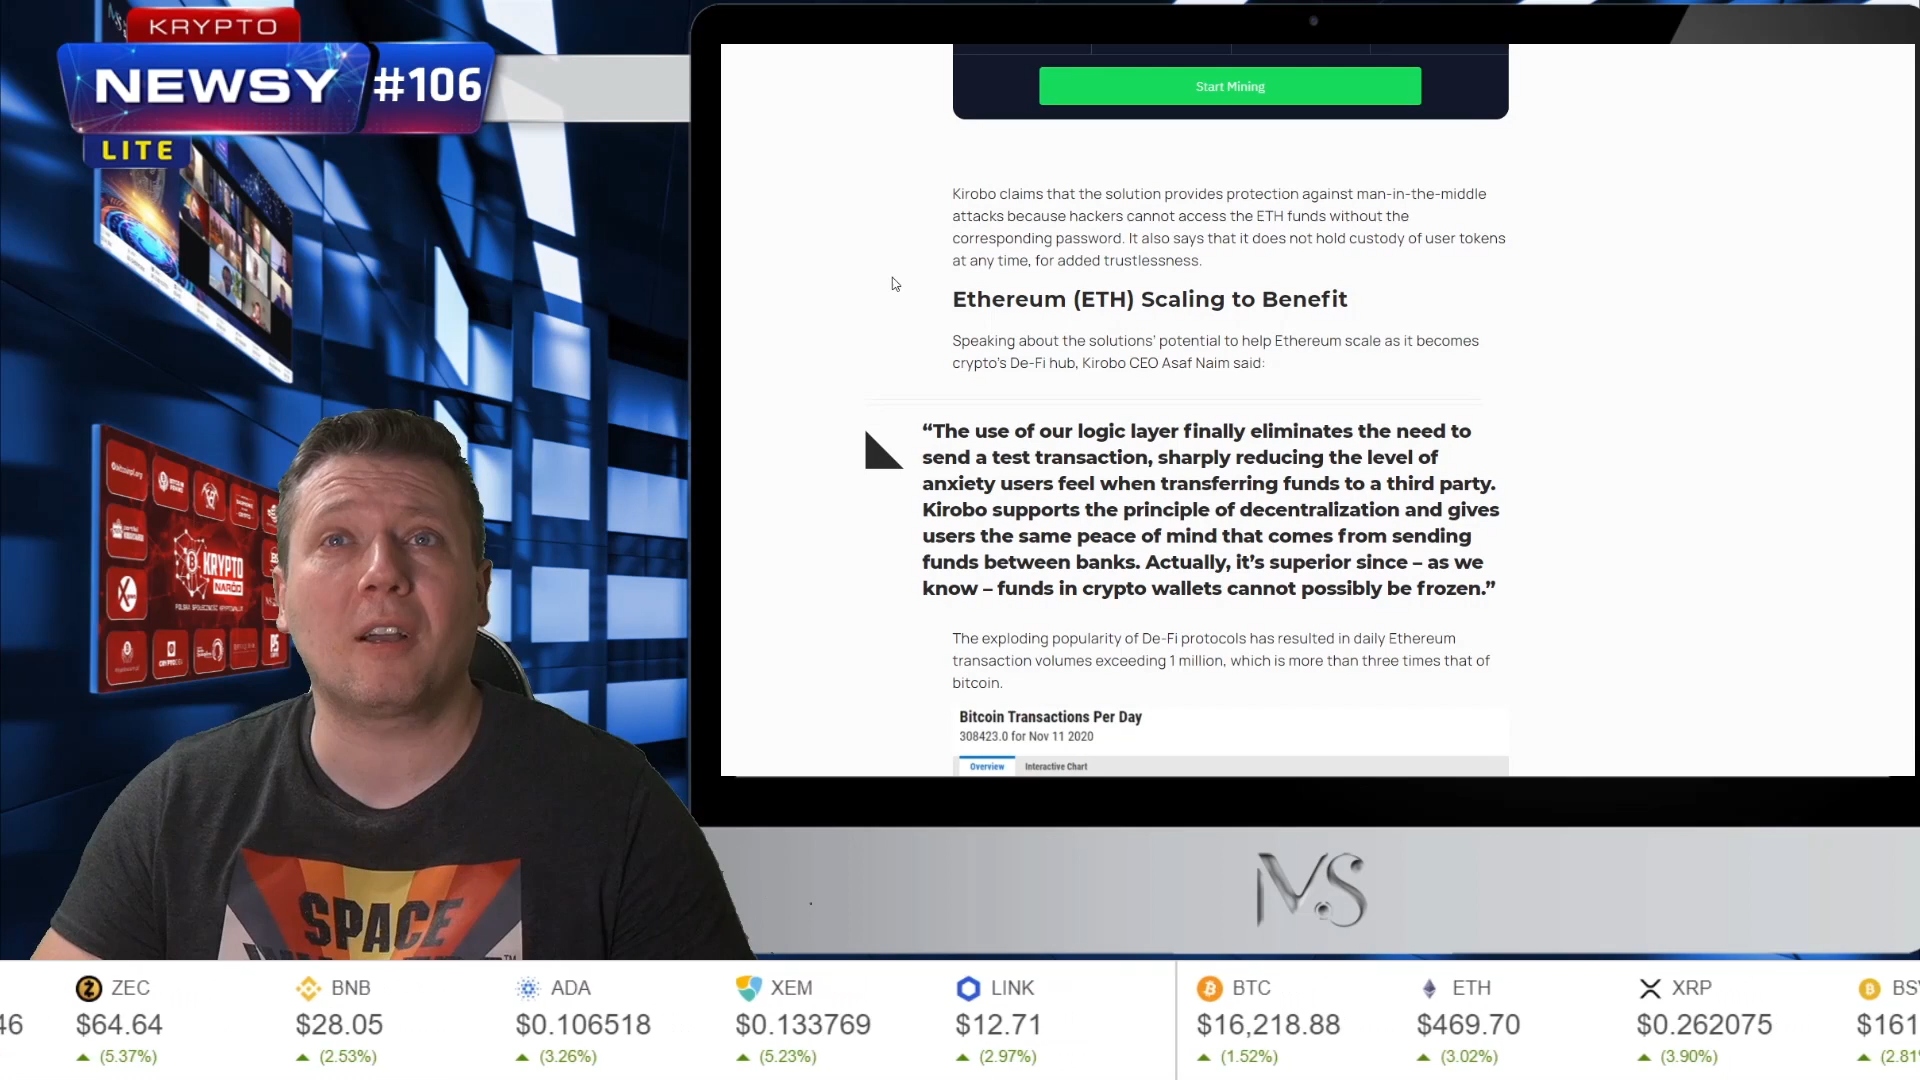 KRYPTO
NEWSY #106
LITE
KRYPTO
NARÓD
POLSKA SPOŁECZNOŚĆ KRYPTOWALUT
SPACE
Start Mining
Kirobo claims that the solution provides protection against man-in-the-middle
attacks because hackers cannot access the ETH funds without the
corresponding password. It also says that it does not hold custody of user tokens
at any time, for added trustlessness.
Ethereum (ETH) Scaling to Benefit
Speaking about the solutions’ potential to help Ethereum scale as it becomes
crypto’s De-Fi hub, Kirobo CEO Asaf Naim said:
“The use of our logic layer finally eliminates the need to
send a test transaction, sharply reducing the level of
anxiety users feel when transferring funds to a third party.
Kirobo supports the principle of decentralization and gives
users the same peace of mind that comes from sending
funds between banks. Actually, it’s superior since – as we
know – funds in crypto wallets cannot possibly be frozen.”
The exploding popularity of De-Fi protocols has resulted in daily Ethereum
transaction volumes exceeding 1 million, which is more than three times that of
bitcoin.
Bitcoin Transactions Per Day
308423.0 for Nov 11 2020
Overview Interactive Chart
M.S
ZEC BNB ADA XEM LINK BTC ETH XRP BS
46 $64.64 $28.05 $0.106518 $0.133769 $12.71 $16,218.88 $469.70 $0.262075 $161
(5.37%) (2.53%) (3.26%) (5.23%) (2.97%) (1.52%) (3.02%) (3.90%) (2.81%